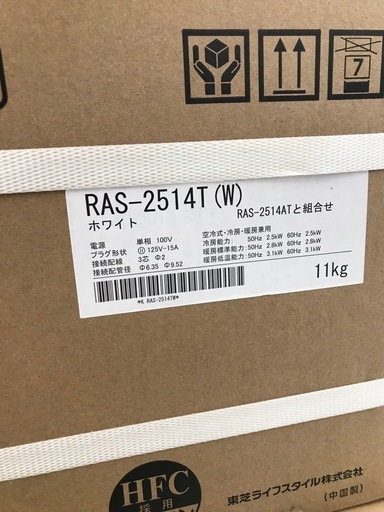 7
RAS-2514T(W)
ホワイト
RAS-2514ATと組合せ
電源 単相 100V
プラグ形状 125V-15A
接続配線 3芯 Φ2
接続配管径 Φ6.35 Φ9.52
空冷式・冷房・暖房兼用
冷房能力: 50Hz 2.5kW 60Hz 2.5kW
暖房標準能力: 50Hz 2.8kW 60Hz 2.8kW
暖房低温能力: 50Hz 3.1kW 60Hz 3.1kW
11kg
*K RAS-2514TW*
HFC
採用
東芝ライフスタイル株式会社
(中国製)